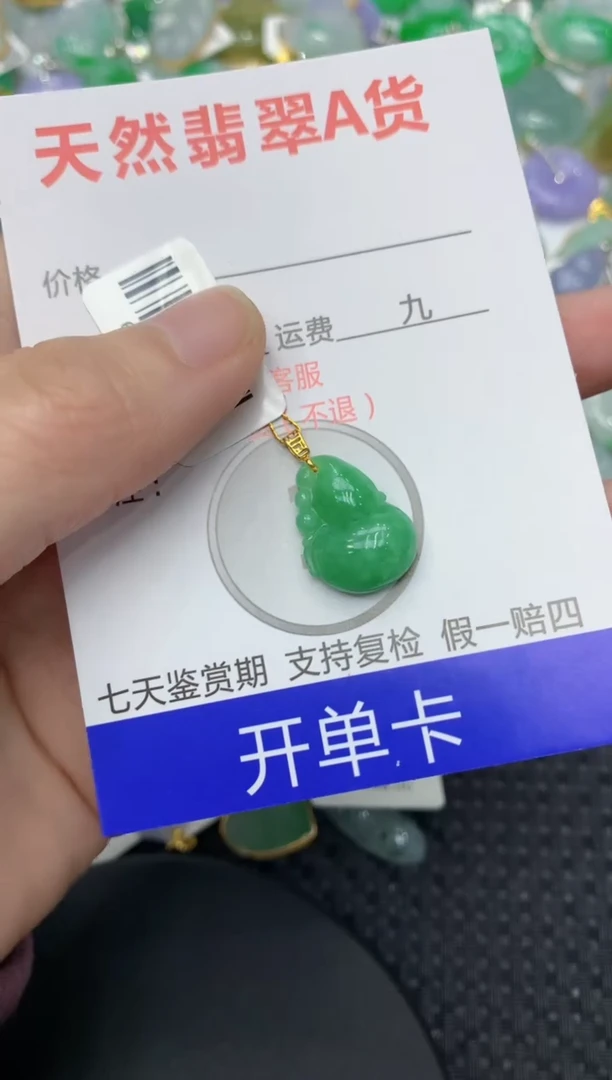 天然翡翠A货
价格
运费 九
客服
不退）
七天鉴赏期 支持复检 假一赔四
开单卡